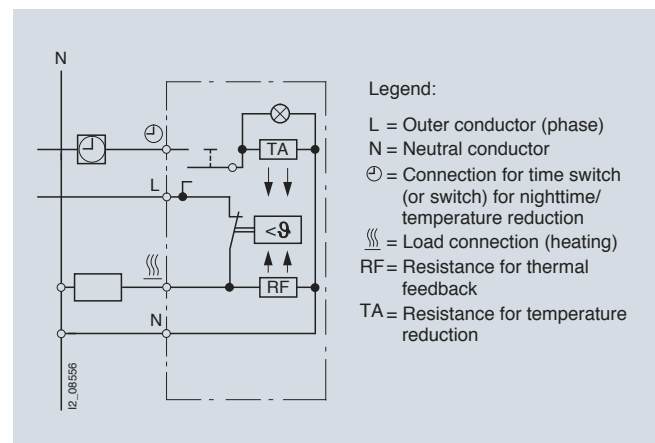 N
L
TA
<ϑ
RF
N
I2_08556
Legend:
L = Outer conductor (phase)
N = Neutral conductor
= Connection for time switch
(or switch) for nighttime/
temperature reduction
= Load connection (heating)
RF = Resistance for thermal
feedback
TA = Resistance for temperature
reduction